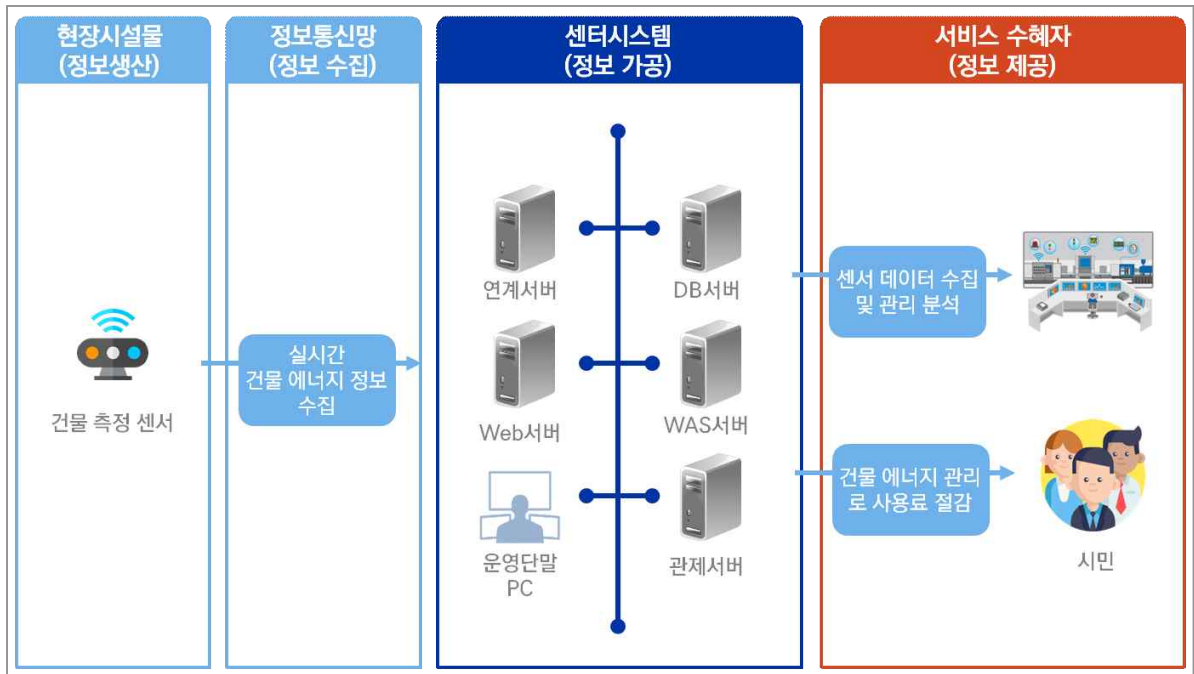 현장시설물
(정보생산)
정보통신망
(정보 수집)
센터시스템
(정보 가공)
서비스 수혜자
(정보 제공)
건물 측정 센서
실시간
건물 에너지 정보
수집
연계서버
DB서버
Web서버
WAS서버
운영단말
PC
관제서버
센서 데이터 수집
및 관리 분석
건물 에너지 관리
로 사용료 절감
시민